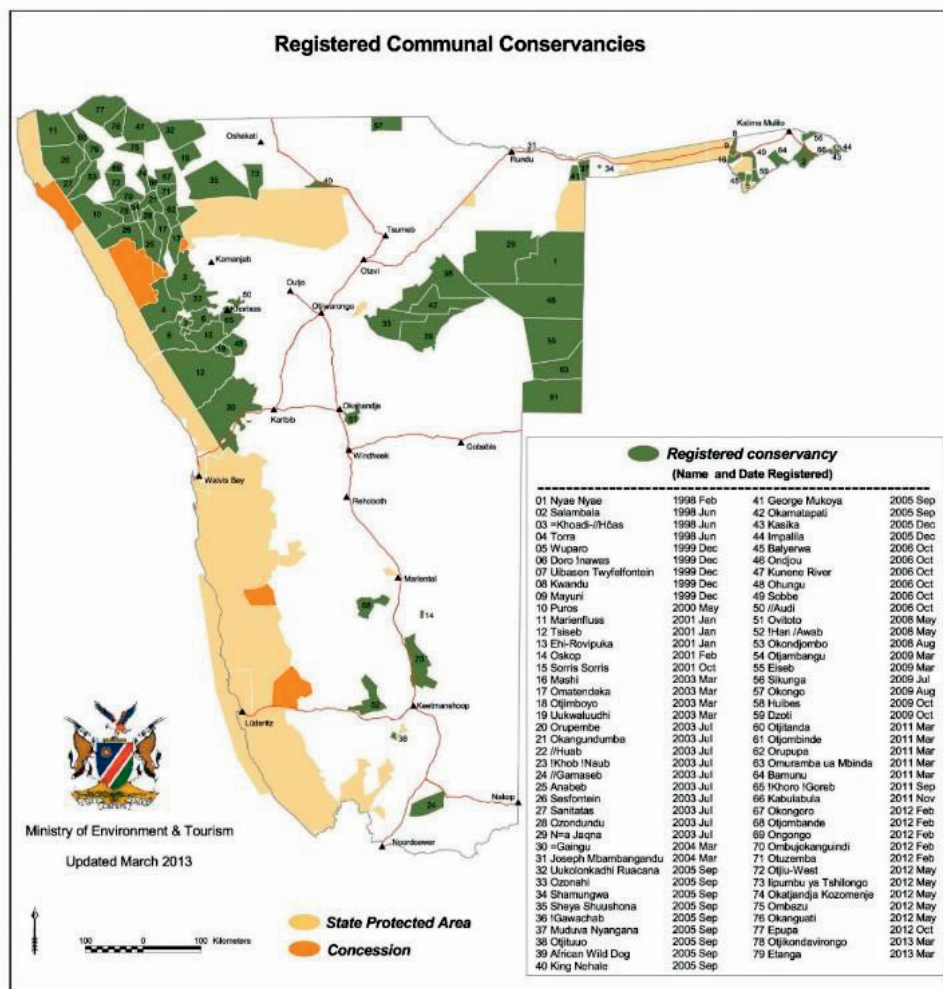 Registered Communal Conservancies
Katima Mulilo
Oshakati
Rundu
Tsumeb
Otavi
Kamanjab
Outjo
Otjiwarongo
Khorixas
Karibib
Okahandja
Windhoek
Gobabis
Walvis Bay
Rehoboth
Mariental
Lüderitz
Keetmanshoop
Nakop
Noordoewer
Registered conservancy
(Name and Date Registered)
01 Nyae Nyae 1998 Feb
02 Salambala 1998 Jun
03 =Khoadi-//Hôas 1998 Jun
04 Torra 1998 Jun
05 Wuparo 1999 Dec
06 Doro !nawas 1999 Dec
07 Uibasen Twyfelfontein 1999 Dec
08 Kwandu 1999 Dec
09 Mayuni 1999 Dec
10 Puros 2000 May
11 Marienfluss 2001 Jan
12 Tsiseb 2001 Jan
13 Ehi-Rovipuka 2001 Jan
14 Oskop 2001 Feb
15 Sorris Sorris 2001 Oct
16 Mashi 2003 Mar
17 Omatendeka 2003 Mar
18 Otjimboyo 2003 Mar
19 Uukwaluudhi 2003 Mar
20 Orupembe 2003 Jul
21 Okangundumba 2003 Jul
22 //Huab 2003 Jul
23 !Khob !Naub 2003 Jul
24 //Gamaseb 2003 Jul
25 Anabeb 2003 Jul
26 Sesfontein 2003 Jul
27 Sanitatas 2003 Jul
28 Ozondundu 2003 Jul
29 N=a Jaqna 2003 Jul
30 =Gaingu 2004 Mar
31 Joseph Mbambangandu 2004 Mar
32 Uukolonkadhi Ruacana 2005 Sep
33 Ozonahi 2005 Sep
34 Shamungwa 2005 Sep
35 Sheya Shuushona 2005 Sep
36 !Gawachab 2005 Sep
37 Muduva Nyangana 2005 Sep
38 Otjituuo 2005 Sep
39 African Wild Dog 2005 Sep
40 King Nehale 2005 Sep
41 George Mukoya 2005 Sep
42 Okamatapati 2005 Sep
43 Kasika 2005 Dec
44 Impalila 2005 Dec
45 Balyerwa 2006 Oct
46 Ondjou 2006 Oct
47 Kunene River 2006 Oct
48 Ohungu 2006 Oct
49 Sobbe 2006 Oct
50 //Audi 2006 Oct
51 Ovitoto 2008 May
52 !Han /Awab 2008 May
53 Okondjombo 2008 Aug
54 Otjambangu 2009 Mar
55 Eiseb 2009 Mar
56 Sikunga 2009 Jul
57 Okongo 2009 Aug
58 Huibes 2009 Oct
59 Dzoti 2009 Oct
60 Otjitanda 2011 Mar
61 Otjombinde 2011 Mar
62 Orupupa 2011 Mar
63 Omuramba ua Mbinda 2011 Mar
64 Bamunu 2011 Mar
65 !Khoro !Goreb 2011 Sep
66 Kabulabula 2011 Nov
67 Okongoro 2012 Feb
68 Otjombande 2012 Feb
69 Ongongo 2012 Feb
70 Ombujokanguindi 2012 Feb
71 Otuzemba 2012 Feb
72 Otjiu-West 2012 May
73 Iipumbu ya Tshilongo 2012 May
74 Okatjandja Kozomenje 2012 May
75 Ombazu 2012 May
76 Okanguati 2012 May
77 Epupa 2012 Oct
78 Otjikondavirongo 2013 Mar
79 Etanga 2013 Mar
Ministry of Environment & Tourism
Updated March 2013
State Protected Area
Concession
100 0 100 Kilometers